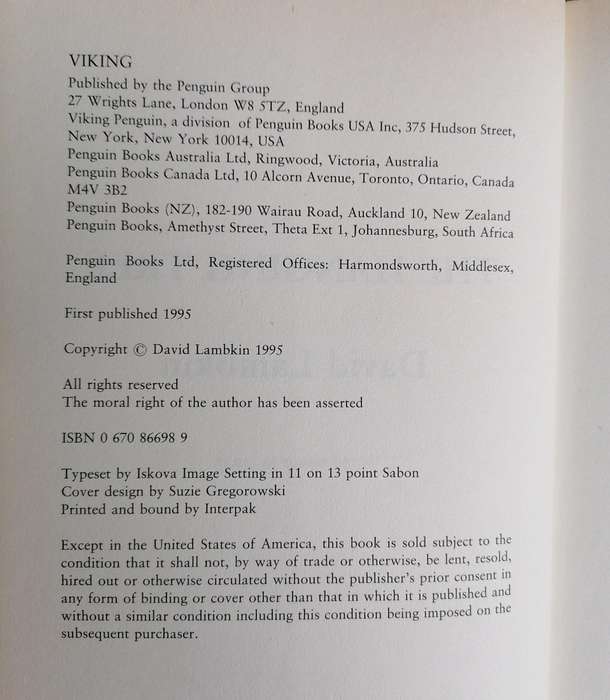 VIKING
Published by the Penguin Group
27 Wrights Lane, London W8 5TZ, England
Viking Penguin, a division of Penguin Books USA Inc, 375 Hudson Street,
New York, New York 10014, USA
Penguin Books Australia Ltd, Ringwood, Victoria, Australia
Penguin Books Canada Ltd, 10 Alcorn Avenue, Toronto, Ontario, Canada
M4V 3B2
Penguin Books (NZ), 182-190 Wairau Road, Auckland 10, New Zealand
Penguin Books, Amethyst Street, Theta Ext 1, Johannesburg, South Africa
Penguin Books Ltd, Registered Offices: Harmondsworth, Middlesex,
England
First published 1995
Copyright © David Lambkin 1995
All rights reserved
The moral right of the author has been asserted
ISBN 0 670 86698 9
Typeset by Iskova Image Setting in 11 on 13 point Sabon
Cover design by Suzie Gregorowski
Printed and bound by Interpak
Except in the United States of America, this book is sold subject to the
condition that it shall not, by way of trade or otherwise, be lent, resold,
hired out or otherwise circulated without the publisher's prior consent in
any form of binding or cover other than that in which it is published and
without a similar condition including this condition being imposed on the
subsequent purchaser.